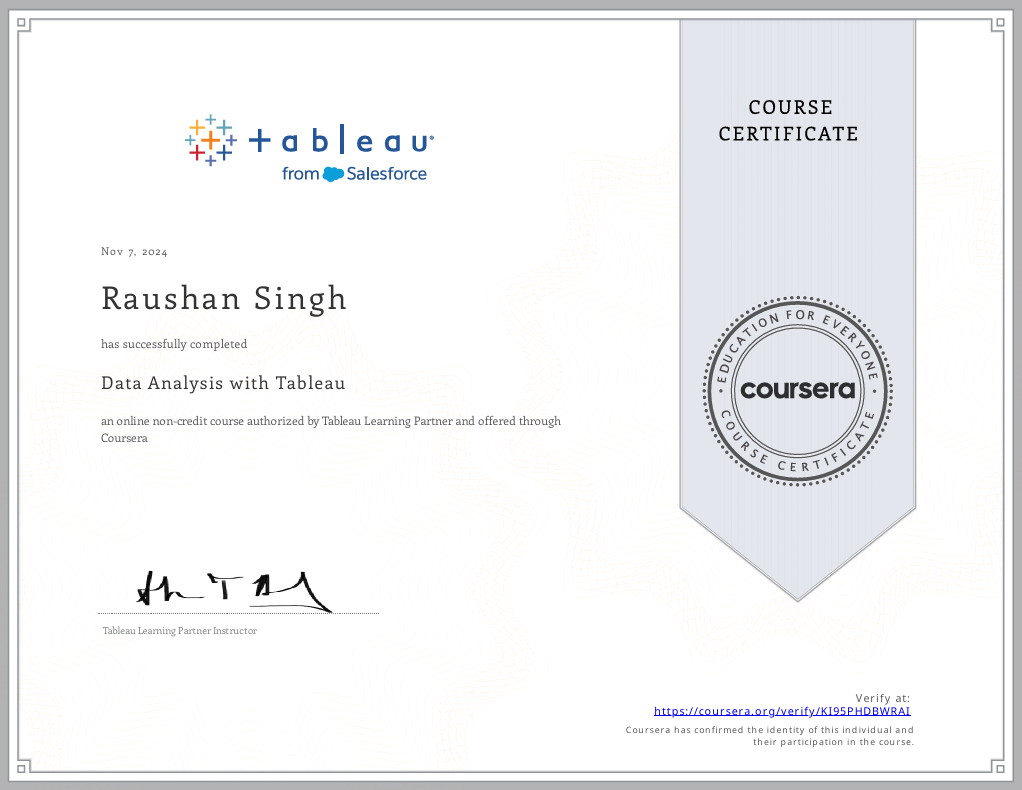 +ableau
from Salesforce
COURSE
CERTIFICATE
Nov 7, 2024
Raushan Singh
has successfully completed
Data Analysis with Tableau
an online non-credit course authorized by Tableau Learning Partner and offered through
Coursera
EDUCATION FOR EVERYONE
coursera
COURSE CERTIFICATE
Tableau Learning Partner Instructor
Verify at:
https://coursera.org/verify/KI95PHDBWRAI
Coursera has confirmed the identity of this individual and
their participation in the course.